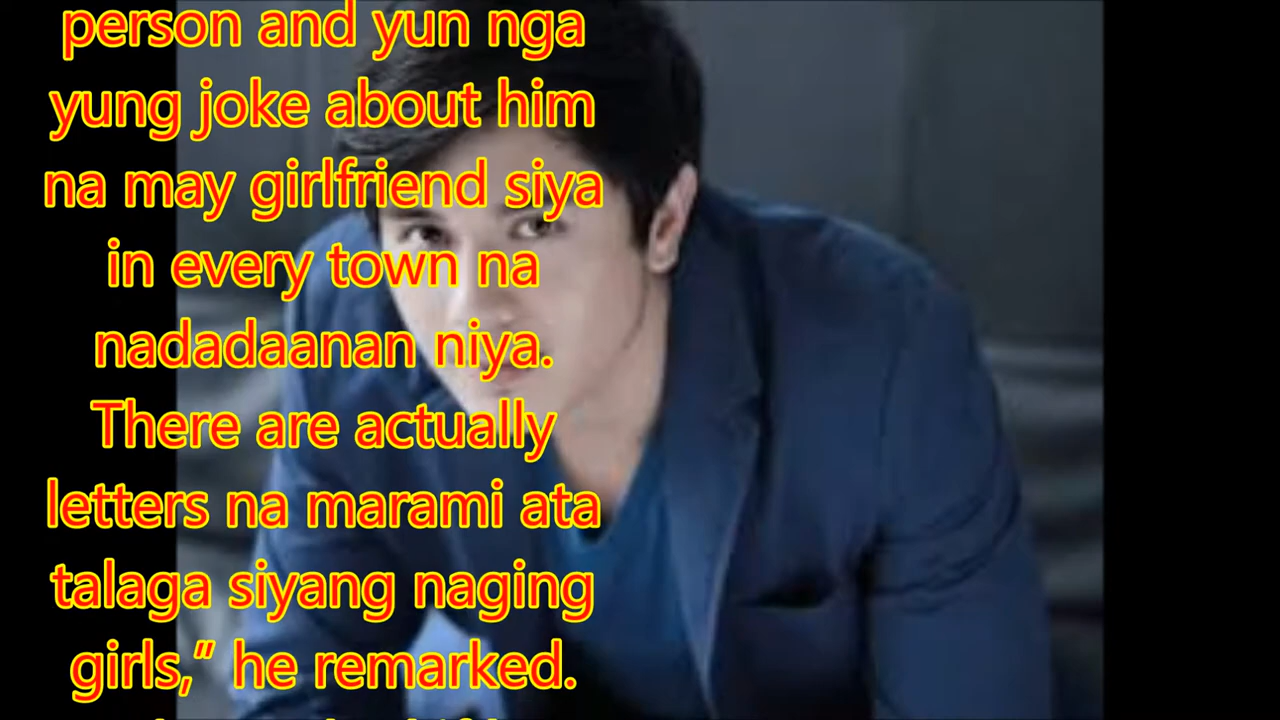 person and yun nga
yung joke about him
na may girlfriend siya
in every town na
nadadaanan niya.
There are actually
letters na marami ata
talaga siyang naging
girls,” he remarked.